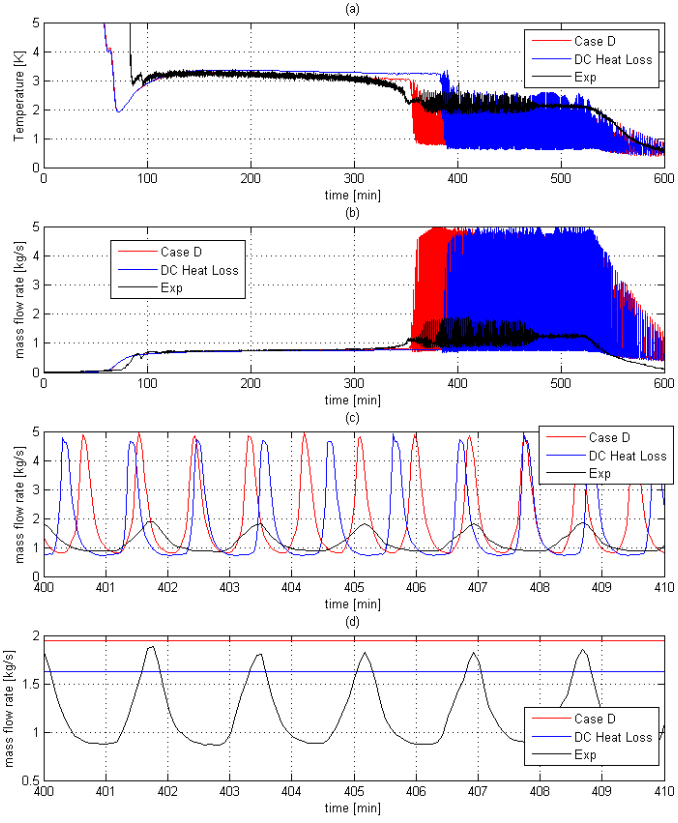 (a)
5
4
3
2
1
0
Temperature [K]
Case D
DC Heat Loss
Exp
0 100 200 300 400 500 600
time [min]
(b)
5
4
3
2
1
0
mass flow rate [kg/s]
Case D
DC Heat Loss
Exp
0 100 200 300 400 500 600
time [min]
(c)
5
4
3
2
1
0
mass flow rate [kg/s]
Case D
DC Heat Loss
Exp
400 401 402 403 404 405 406 407 408 409 410
time [min]
(d)
2
1.5
1
0.5
mass flow rate [kg/s]
Case D
DC Heat Loss
Exp
400 401 402 403 404 405 406 407 408 409 410
time [min]